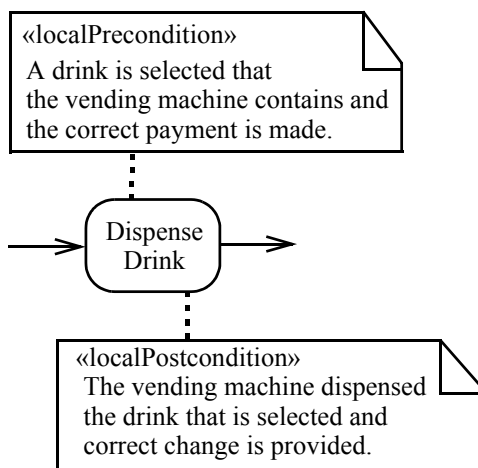 «localPrecondition»
A drink is selected that
the vending machine contains and
the correct payment is made.
Dispense
Drink
«localPostcondition»
The vending machine dispensed
the drink that is selected and
correct change is provided.